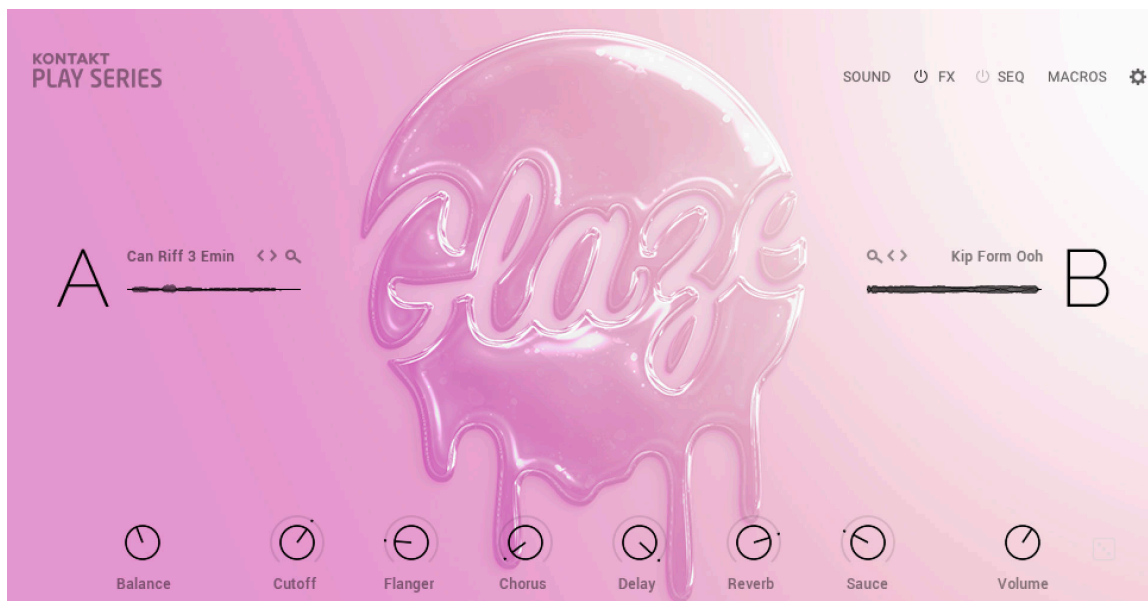 KONTAKT
PLAY SERIES
SOUND FX SEQ MACROS
Glaze
A
Can Riff 3 Emin
Kip Form Ooh
B
Balance Cutoff Flanger Chorus Delay Reverb Sauce Volume